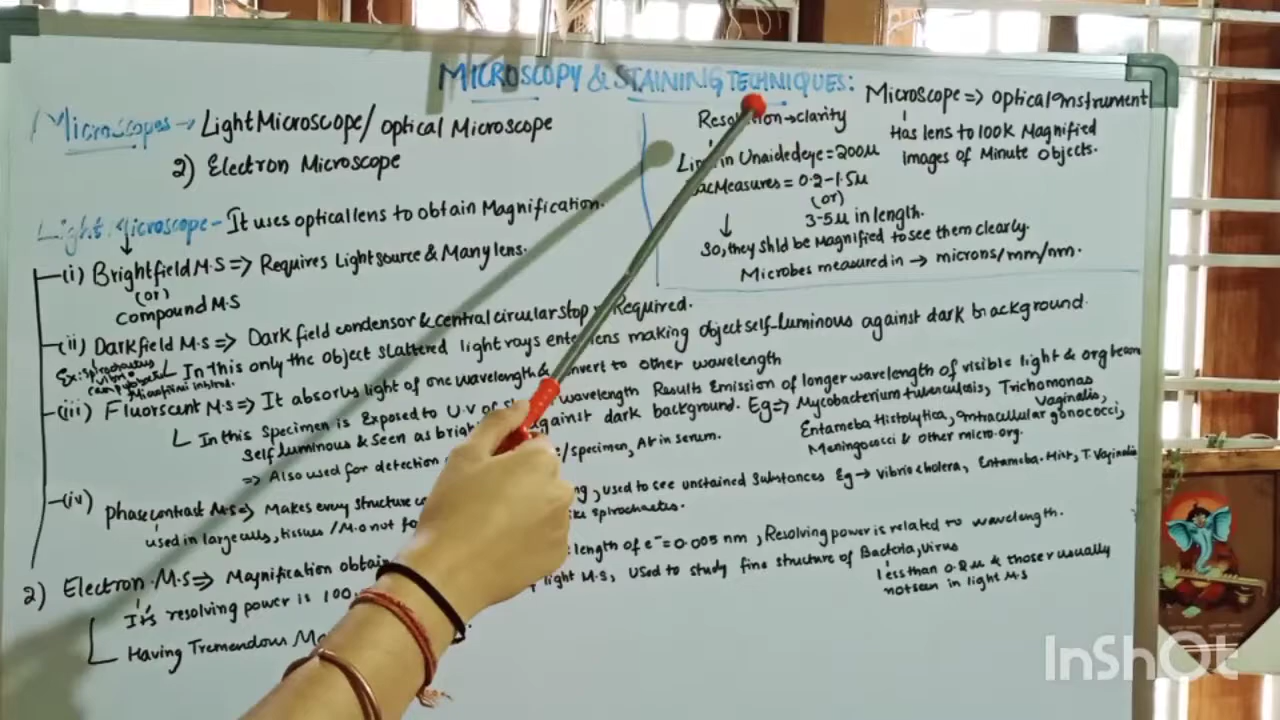 MICROSCOPY & STAINING TECHNIQUES:
Microscopes → Light Microscope/ optical Microscope
2) Electron Microscope
Microscope => optical instrument
Has lens to look Magnified
Images of Minute objects.
→ clarity
in Unaided eye = 200µ
Measures = 0.2-1.5µ
(or)
3-5µ in length.
So, they shld be Magnified to see them clearly.
Microbes measured in → microns/mm/nm.
Light Microscope - It uses optical lens to obtain Magnification.
(i) Brightfield M.S => Requires Light source & Many lens.
(or)
compound M.S
(ii) Darkfield M.S => Dark field condensor & central circular stop Required.
In this only the object scattered light rays lens making object self-luminous against dark background.
Ex: Spirochaetus
vibrio
(iii) Fluorscent M.S => It absorbs light of one wavelength & convert to other wavelength
In this specimen is Exposed to U.V of wavelength Results Emission of longer wavelength of visible light & org
Self luminous & seen as against dark background. Eg => Mycobacterium tuberculosis, Trichomonas
Vaginalis,
Entameba Histolytica, Intracellular gonococci,
Meningococci & other micro.org.
=> Also used for detection /specimen, Ab in serum.
(iv) Phase contrast M.S => Makes every structure , used to see unstained Substances Eg → Vibrio cholera, Entameba.Hist, T.Vaginalis
used in large cells, tissues / M.O not like spirochaetus.
2) Electron M.S => Magnification length of e⁻ = 0.005 nm, Resolving power is related to wavelength.
It's resolving power is 100, light M.S, Used to study fine structure of Bacteria, Virus
less than 0.2µ & those r usually
not seen in light M.S
Having Tremendous
InShOt